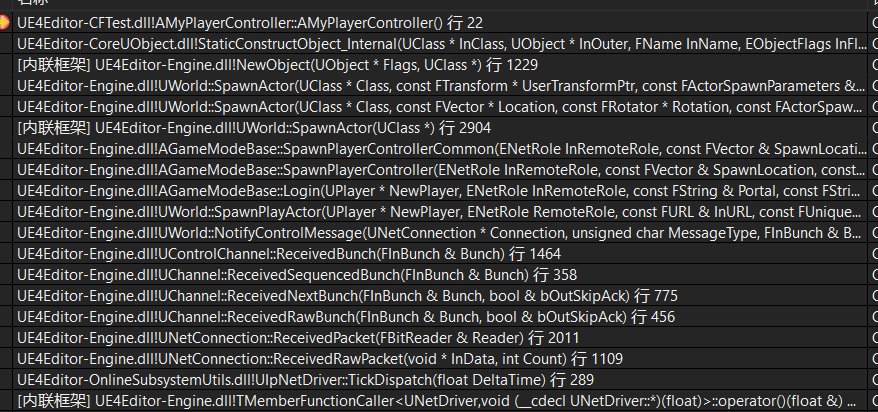 名称
UE4Editor-CFTest.dll!AMyPlayerController::AMyPlayerController() 行 22
UE4Editor-CoreUObject.dll!StaticConstructObject_Internal(UClass * InClass, UObject * InOuter, FName InName, EObjectFlags InFl...
[内联框架] UE4Editor-Engine.dll!NewObject(UObject * Flags, UClass *) 行 1229
UE4Editor-Engine.dll!UWorld::SpawnActor(UClass * Class, const FTransform * UserTransformPtr, const FActorSpawnParameters &...
UE4Editor-Engine.dll!UWorld::SpawnActor(UClass * Class, const FVector * Location, const FRotator * Rotation, const FActorSpaw...
[内联框架] UE4Editor-Engine.dll!UWorld::SpawnActor(UClass *) 行 2904
UE4Editor-Engine.dll!AGameModeBase::SpawnPlayerControllerCommon(ENetRole InRemoteRole, const FVector & SpawnLocati...
UE4Editor-Engine.dll!AGameModeBase::SpawnPlayerController(ENetRole InRemoteRole, const FVector & SpawnLocation, const...
UE4Editor-Engine.dll!AGameModeBase::Login(UPlayer * NewPlayer, ENetRole InRemoteRole, const FString & Portal, const FStri...
UE4Editor-Engine.dll!UWorld::SpawnPlayActor(UPlayer * NewPlayer, ENetRole RemoteRole, const FURL & InURL, const FUnique...
UE4Editor-Engine.dll!UWorld::NotifyControlMessage(UNetConnection * Connection, unsigned char MessageType, FInBunch & B...
UE4Editor-Engine.dll!UControlChannel::ReceivedBunch(FInBunch & Bunch) 行 1464
UE4Editor-Engine.dll!UChannel::ReceivedSequencedBunch(FInBunch & Bunch) 行 358
UE4Editor-Engine.dll!UChannel::ReceivedNextBunch(FInBunch & Bunch, bool & bOutSkipAck) 行 775
UE4Editor-Engine.dll!UChannel::ReceivedRawBunch(FInBunch & Bunch, bool & bOutSkipAck) 行 456
UE4Editor-Engine.dll!UNetConnection::ReceivedPacket(FBitReader & Reader) 行 2011
UE4Editor-Engine.dll!UNetConnection::ReceivedRawPacket(void * InData, int Count) 行 1109
UE4Editor-OnlineSubsystemUtils.dll!UIpNetDriver::TickDispatch(float DeltaTime) 行 289
[内联框架] UE4Editor-Engine.dll!TMemberFunctionCaller<UNetDriver,void (__cdecl UNetDriver::*)(float)>::operator()(float &) ...